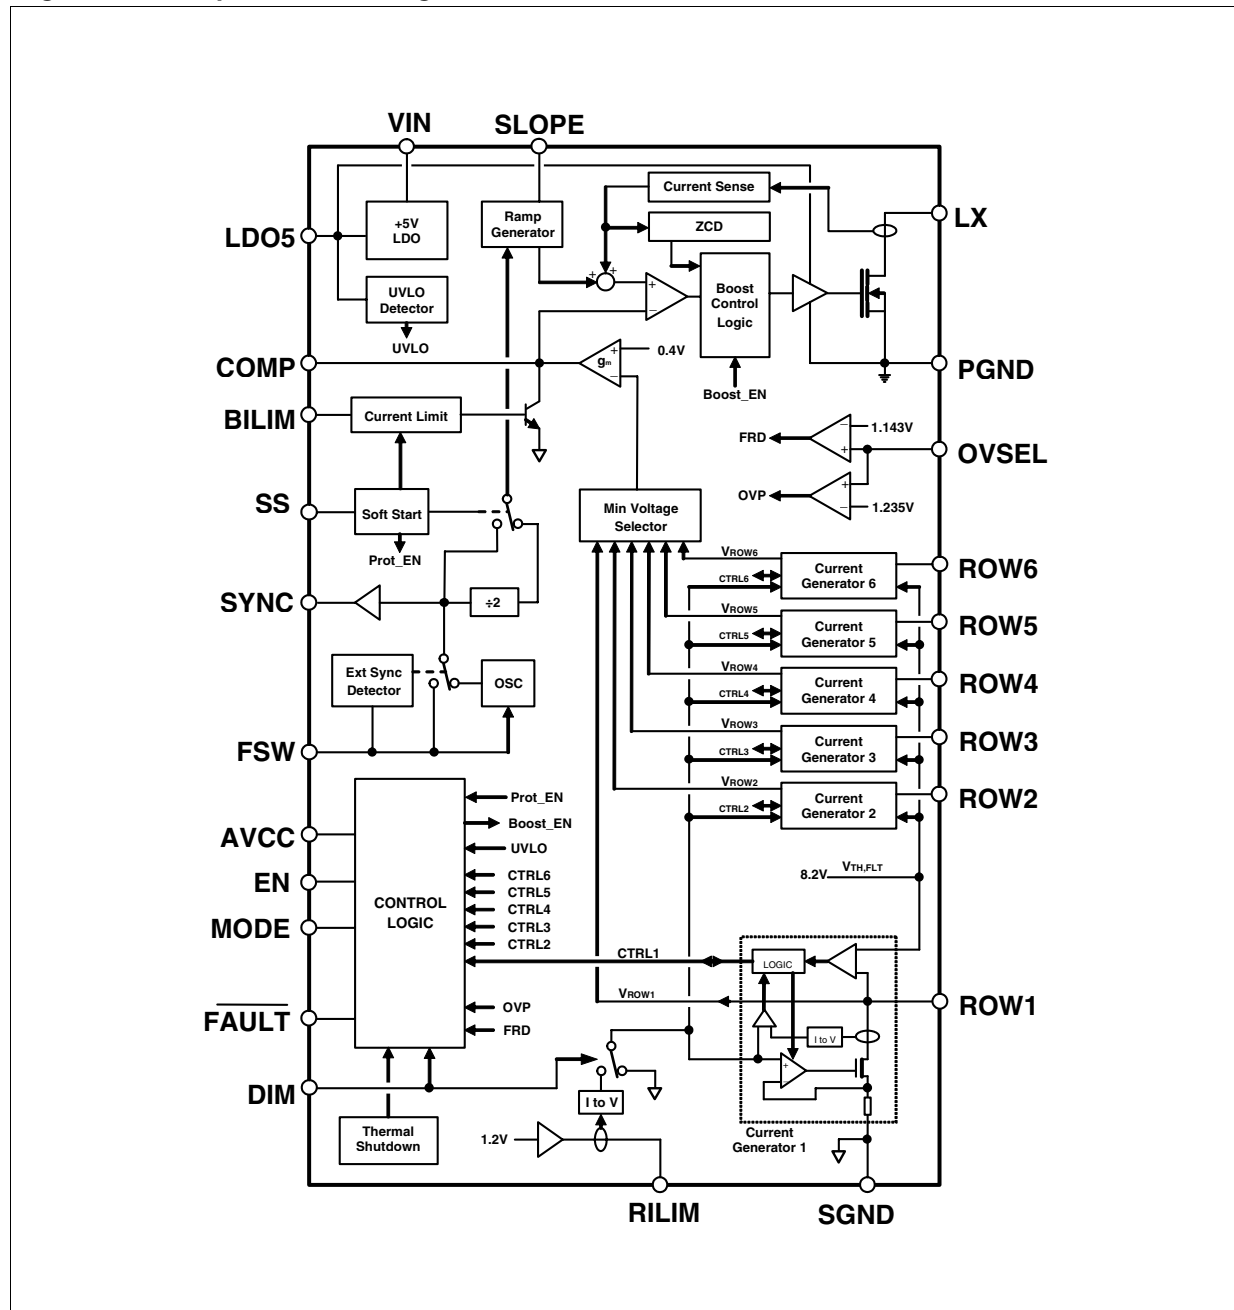 VIN
SLOPE
LDO5
+5V
LDO
Ramp
Generator
Current Sense
ZCD
LX
UVLO
Detector
UVLO
+
+
+
−
Boost
Control
Logic
COMP
gm
+
−
0.4V
Boost_EN
PGND
BILIM
Current Limit
FRD
−
+
1.143V
OVSEL
OVP
+
−
1.235V
SS
Soft Start
Prot_EN
Min Voltage
Selector
SYNC
÷2
VROW6
CTRL6
Current
Generator 6
ROW6
VROW5
CTRL5
Current
Generator 5
ROW5
Ext Sync
Detector
OSC
VROW4
CTRL4
Current
Generator 4
ROW4
FSW
VROW3
CTRL3
Current
Generator 3
ROW3
VROW2
CTRL2
Current
Generator 2
ROW2
AVCC
EN
MODE
FAULT
DIM
CONTROL
LOGIC
Prot_EN
Boost_EN
UVLO
CTRL6
CTRL5
CTRL4
CTRL3
CTRL2
CTRL1
OVP
FRD
8.2V
VTH,FLT
LOGIC
VROW1
ROW1
I to V
+
−
I to V
Thermal
Shutdown
1.2V
Current
Generator 1
RILIM
SGND